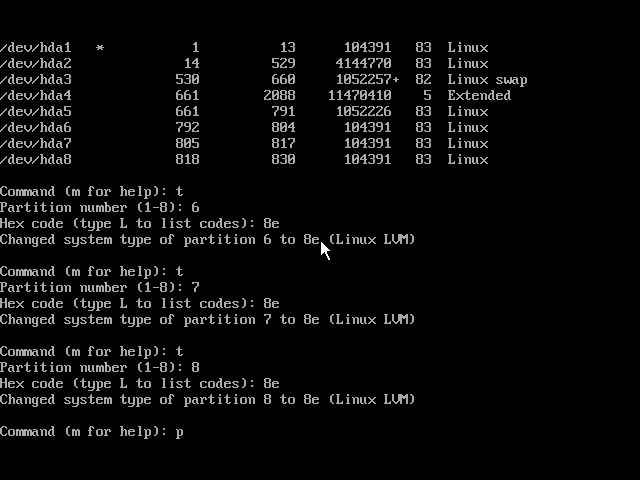 /dev/hda1 * 1 13 104391 83 Linux
/dev/hda2 14 529 4144770 83 Linux
/dev/hda3 530 660 1052257+ 82 Linux swap
/dev/hda4 661 2088 11470410 5 Extended
/dev/hda5 661 791 1052226 83 Linux
/dev/hda6 792 804 104391 83 Linux
/dev/hda7 805 817 104391 83 Linux
/dev/hda8 818 830 104391 83 Linux
Command (m for help): t
Partition number (1-8): 6
Hex code (type L to list codes): 8e
Changed system type of partition 6 to 8e (Linux LVM)
Command (m for help): t
Partition number (1-8): 7
Hex code (type L to list codes): 8e
Changed system type of partition 7 to 8e (Linux LVM)
Command (m for help): t
Partition number (1-8): 8
Hex code (type L to list codes): 8e
Changed system type of partition 8 to 8e (Linux LVM)
Command (m for help): p